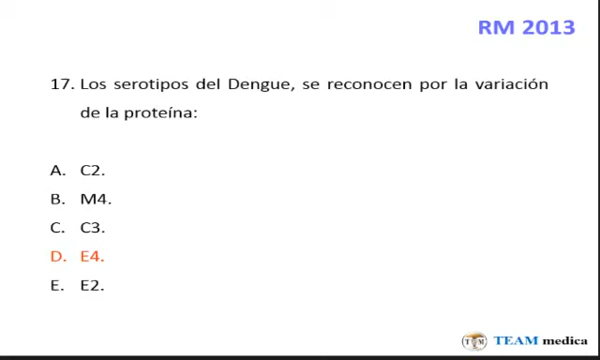 RM 2013
17. Los serotipos del Dengue, se reconocen por la variación
de la proteína:
A. C2.
B. M4.
C. C3.
D. E4.
E. E2.
TM TEAM medica